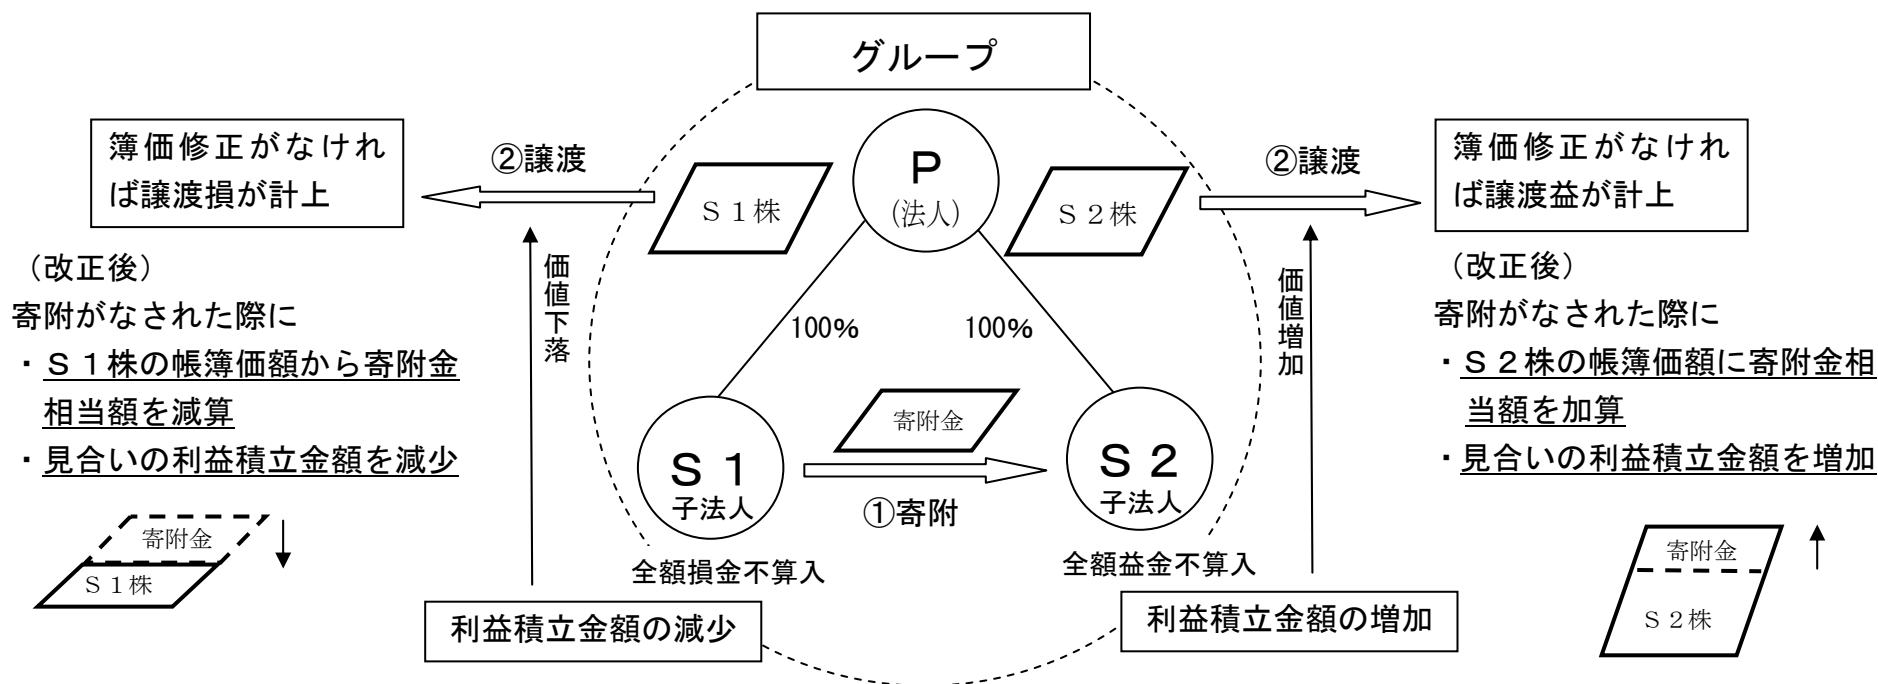 グループ
簿価修正がなけれ
ば譲渡損が計上
②譲渡
S1株
P
(法人)
S2株
②譲渡
簿価修正がなけれ
ば譲渡益が計上
(改正後)
寄附がなされた際に
・S1株の帳簿価額から寄附金
相当額を減算
・見合いの利益積立金額を減少
価値下落
100%
100%
価値増加
(改正後)
寄附がなされた際に
・S2株の帳簿価額に寄附金相
当額を加算
・見合いの利益積立金額を増加
寄附金
S1
子法人
①寄附
S2
子法人
寄附金
S1株
全額損金不算入
全額益金不算入
寄附金
S2株
利益積立金額の減少
利益積立金額の増加